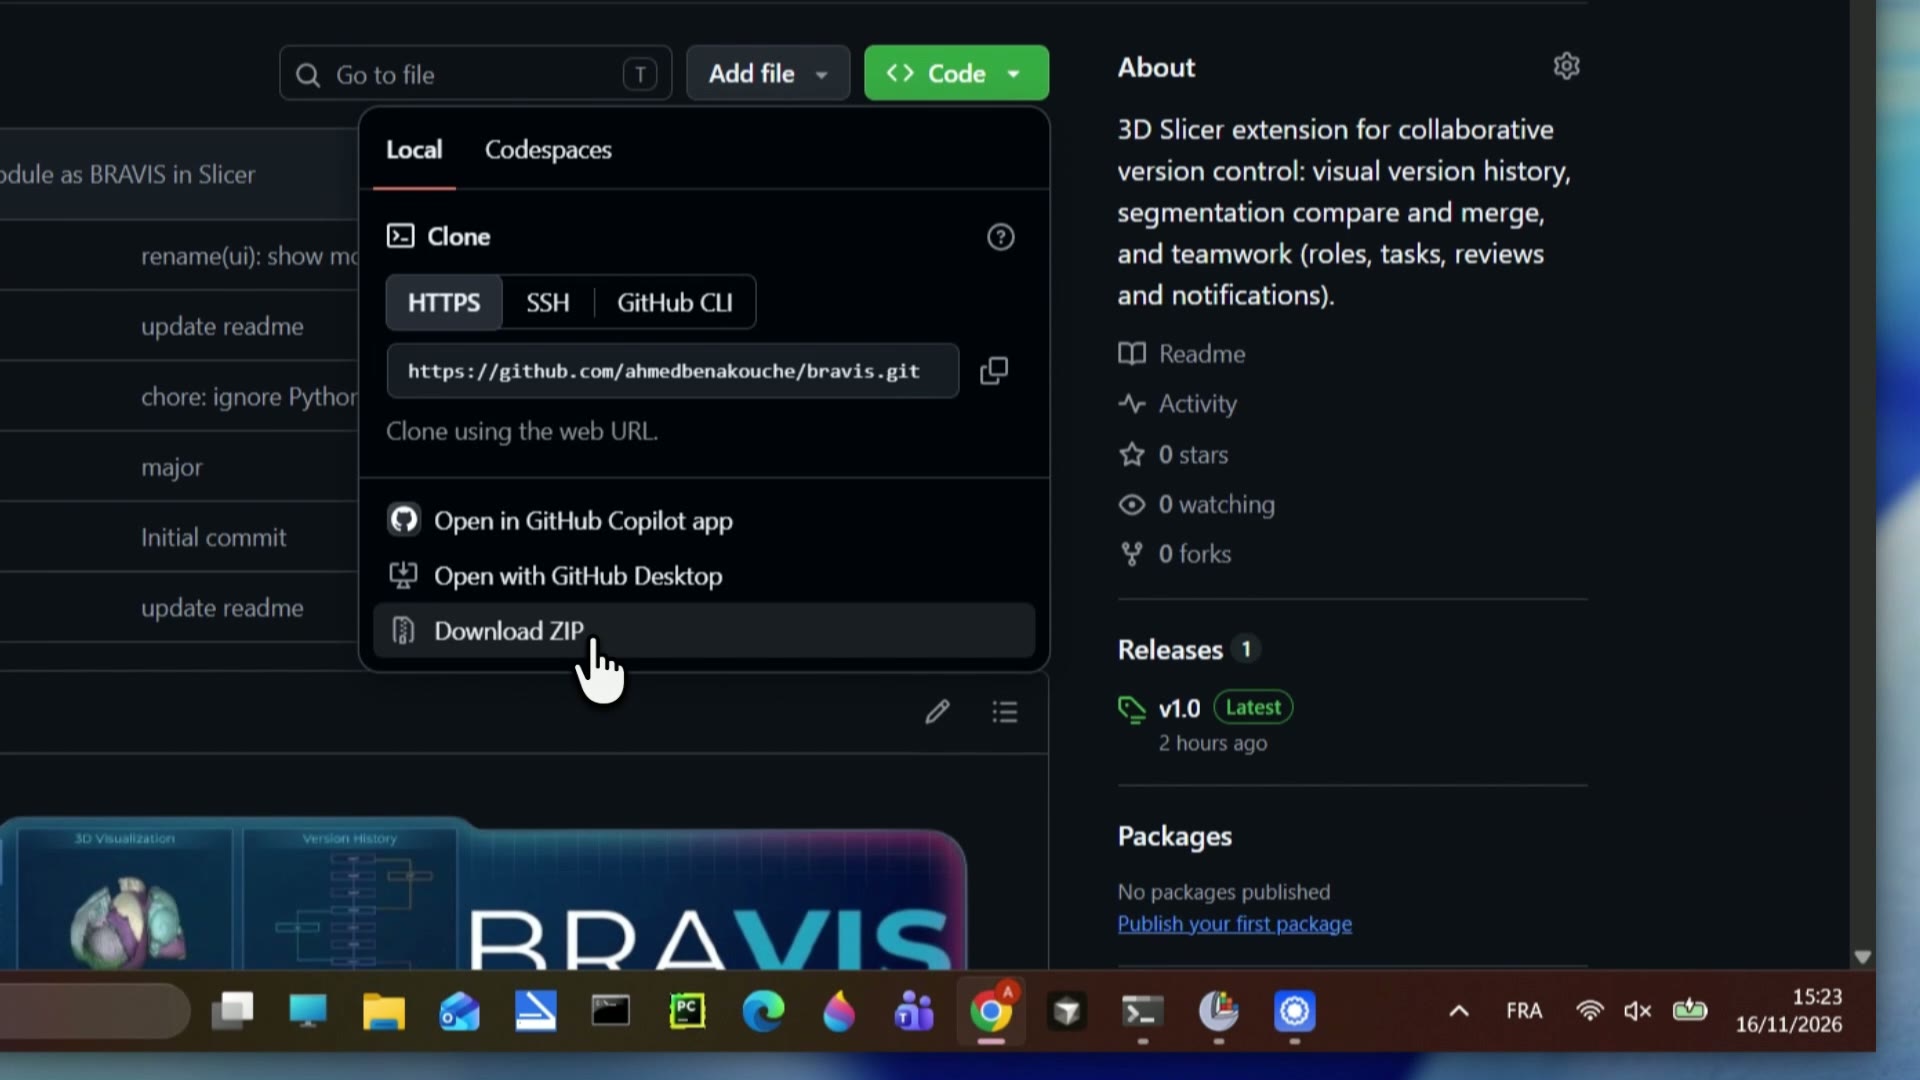 Go to file
T
Add file
<> Code
About
3D Slicer extension for collaborative
version control: visual version history,
segmentation compare and merge,
and teamwork (roles, tasks, reviews
and notifications).
Readme
Activity
0 stars
0 watching
0 forks
Releases 1
v1.0 Latest
2 hours ago
Packages
No packages published
Publish your first package
Local
Codespaces
Clone
HTTPS
SSH
GitHub CLI
https://github.com/ahmedbenakouche/bravis.git
Clone using the web URL.
Open in GitHub Copilot app
Open with GitHub Desktop
Download ZIP
odule as BRAVIS in Slicer
rename(ui): show mo
update readme
chore: ignore Python
major
Initial commit
update readme
3D Visualization
Version History
BRAVIS
PC
A
FRA
15:23
16/11/2026